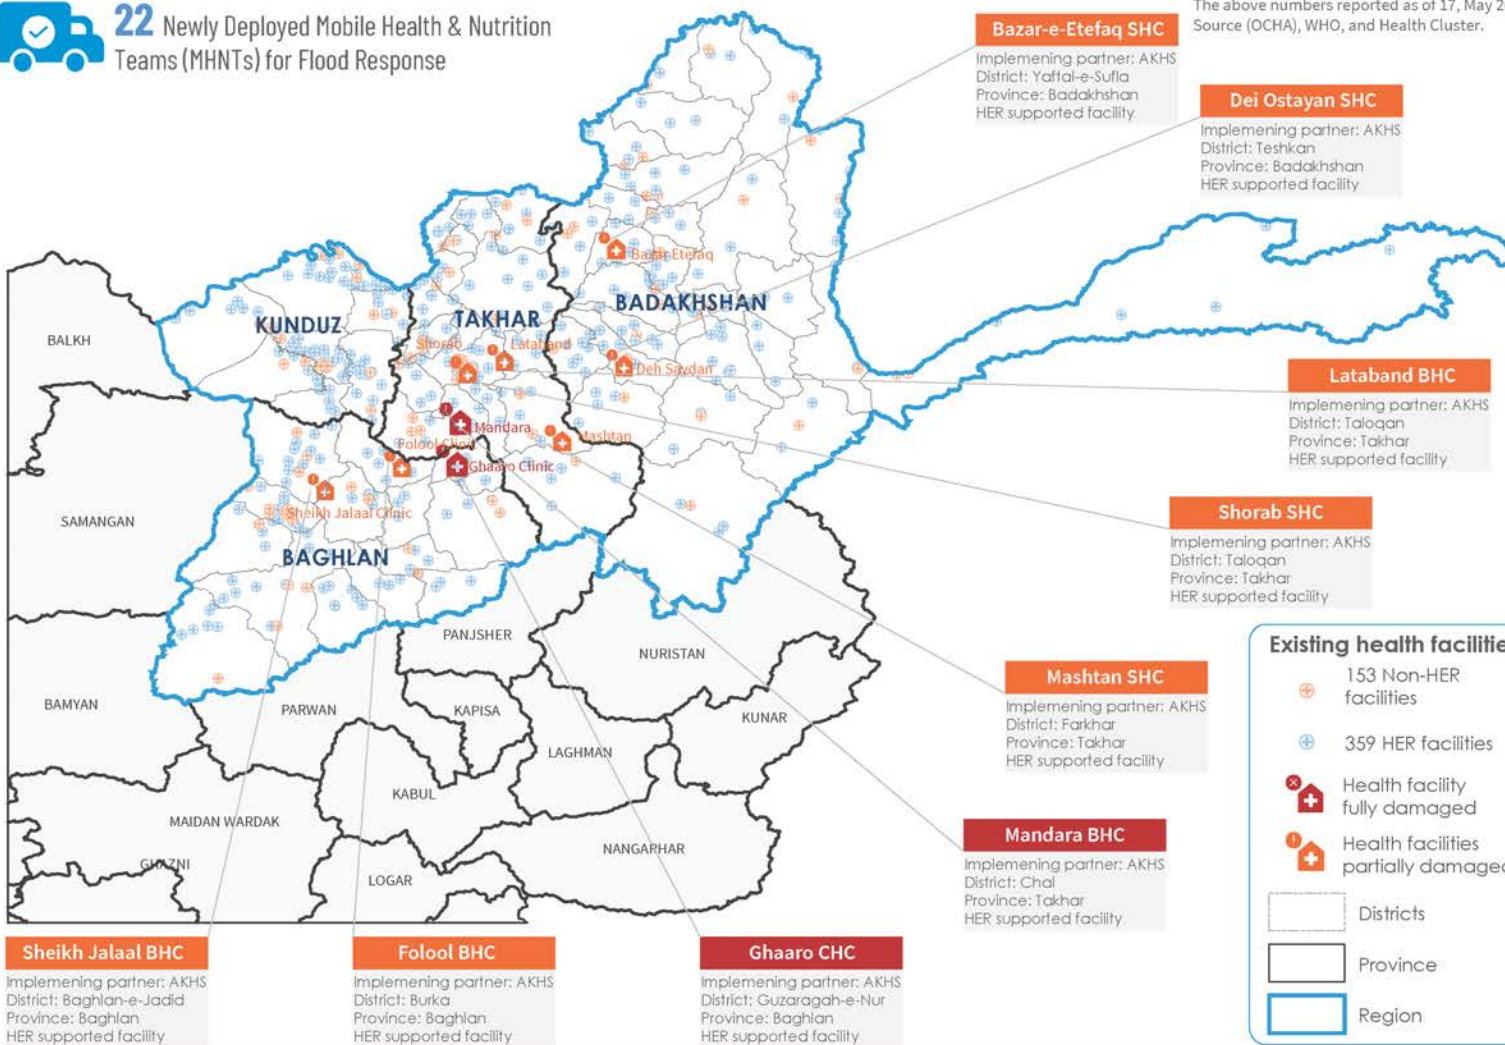 22 Newly Deployed Mobile Health & Nutrition
Teams (MHNTs) for Flood Response
The above numbers reported as of 17, May 2
Source (OCHA), WHO, and Health Cluster.
Bazar-e-Etefaq SHC
Implemening partner: AKHS
District: Yaftal-e-Sufla
Province: Badakhshan
HER supported facility
Dei Ostayan SHC
Implemening partner: AKHS
District: Teshkan
Province: Badakhshan
HER supported facility
Bazar Etefaq
BADAKHSHAN
KUNDUZ
TAKHAR
BALKH
Shorab
Lataband
Deh Saydan
Lataband BHC
Implemening partner: AKHS
District: Taloqan
Province: Takhar
HER supported facility
Mandara
Folool Clinic
Mashtan
Ghaaro Clinic
SAMANGAN
Sheikh Jalaal Clinic
BAGHLAN
Shorab SHC
Implemening partner: AKHS
District: Taloqan
Province: Takhar
HER supported facility
PANJSHER
NURISTAN
BAMYAN
PARWAN
KAPISA
KUNAR
LAGHMAN
KABUL
MAIDAN WARDAK
NANGARHAR
GHAZNI
LOGAR
Mashtan SHC
Implemening partner: AKHS
District: Farkhar
Province: Takhar
HER supported facility
Mandara BHC
Implemening partner: AKHS
District: Chal
Province: Takhar
HER supported facility
Existing health facilitie
153 Non-HER
facilities
359 HER facilities
Health facility
fully damaged
Health facilities
partially damaged
Districts
Province
Region
Sheikh Jalaal BHC
Implemening partner: AKHS
District: Baghlan-e-Jadid
Province: Baghlan
HER supported facility
Folool BHC
Implemening partner: AKHS
District: Burka
Province: Baghlan
HER supported facility
Ghaaro CHC
Implemening partner: AKHS
District: Guzaragah-e-Nur
Province: Baghlan
HER supported facility